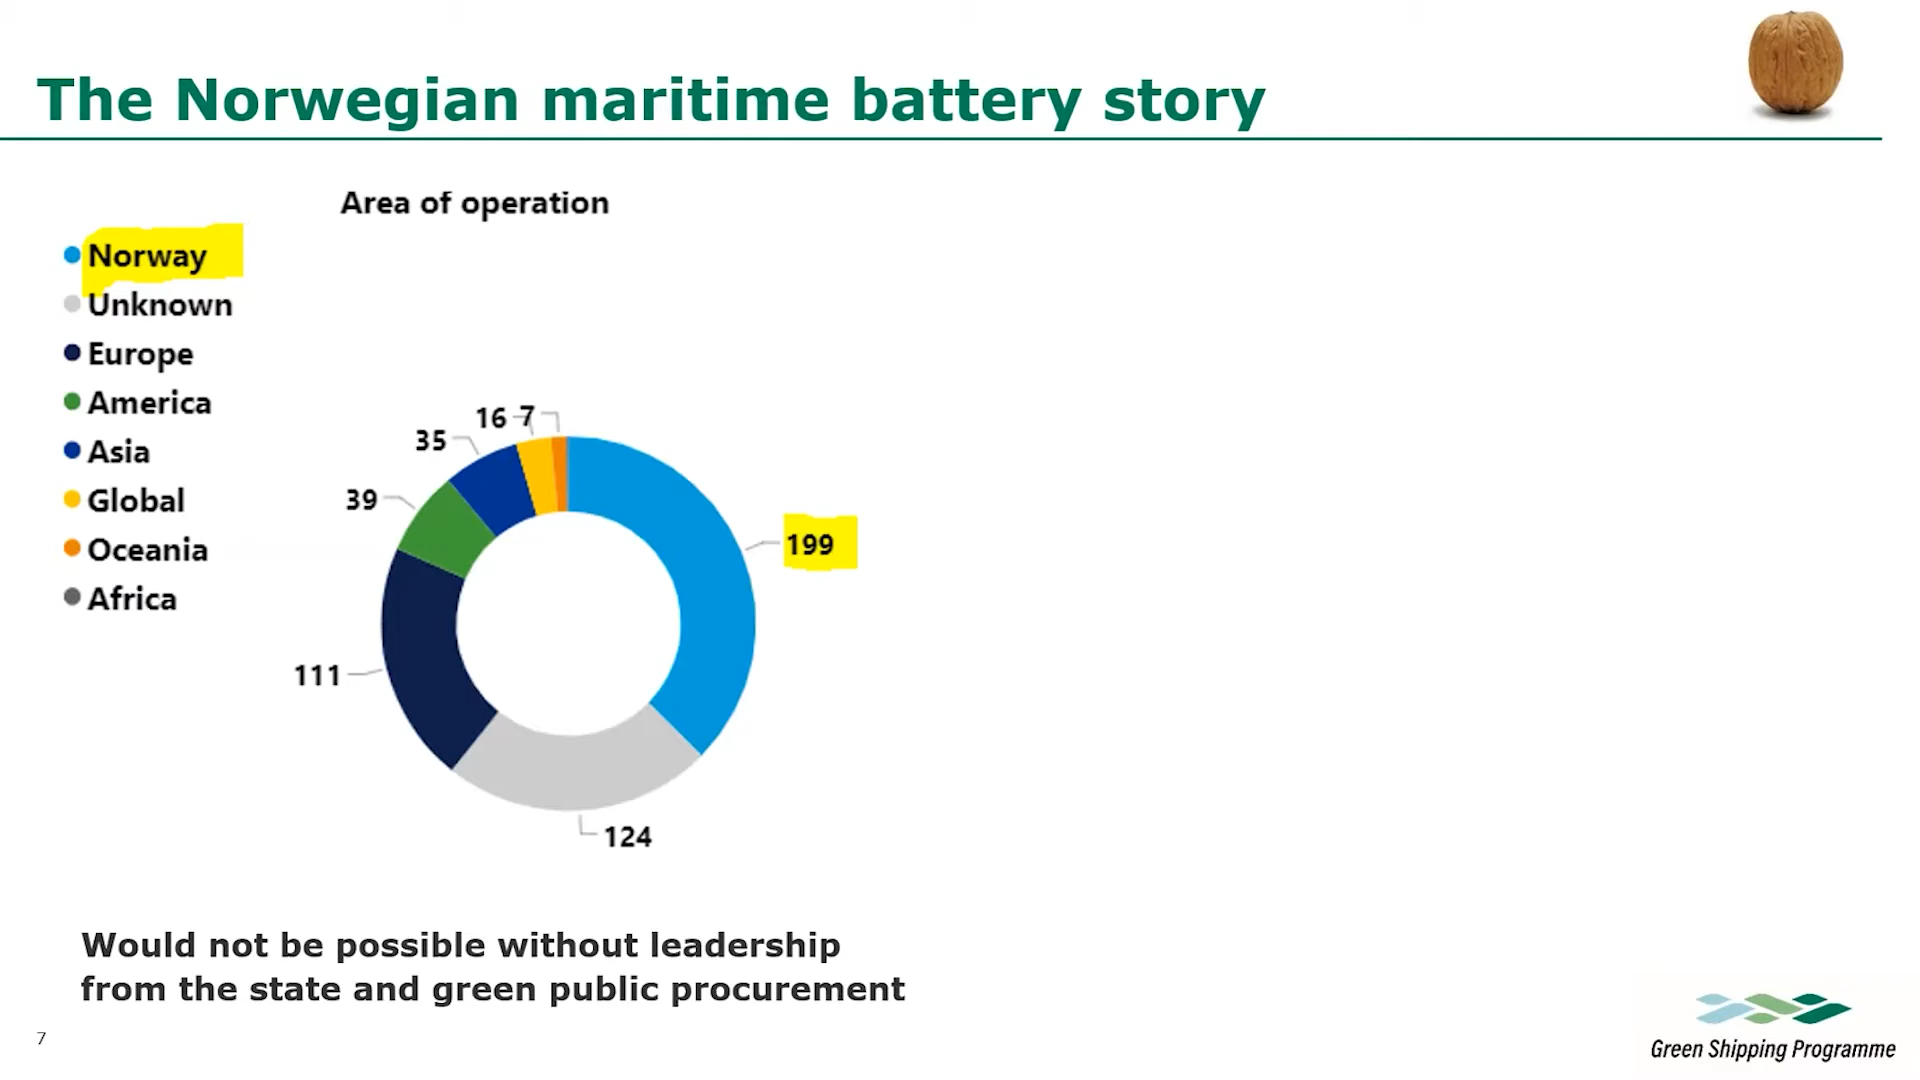 The Norwegian maritime battery story
Area of operation
Norway
Unknown
Europe
America
Asia
Global
Oceania
Africa
16 7
35
39
199
111
124
Would not be possible without leadership
from the state and green public procurement
7
Green Shipping Programme